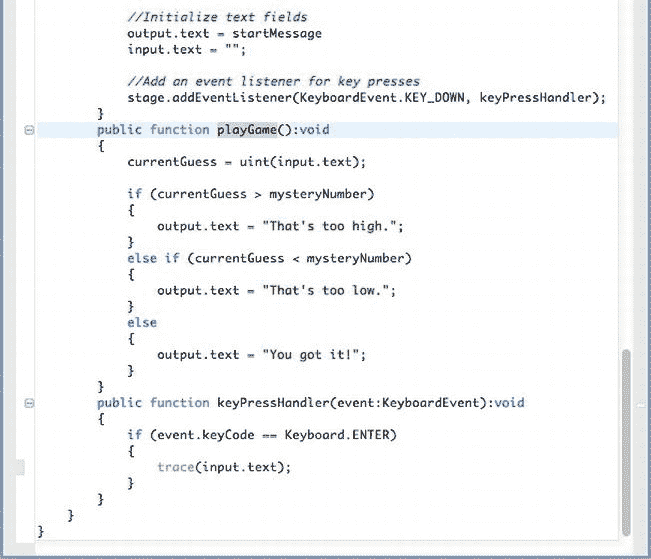 //Initialize text fields
output.text = startMessage
input.text = "";
//Add an event listener for key presses
stage.addEventListener(KeyboardEvent.KEY_DOWN, keyPressHandler);
}
public function playGame():void
{
currentGuess = uint(input.text);
if (currentGuess > mysteryNumber)
{
output.text = "That's too high.";
}
else if (currentGuess < mysteryNumber)
{
output.text = "That's too low.";
}
else
{
output.text = "You got it!";
}
}
public function keyPressHandler(event:KeyboardEvent):void
{
if (event.keyCode == Keyboard.ENTER)
{
trace(input.text);
}
}
}
}